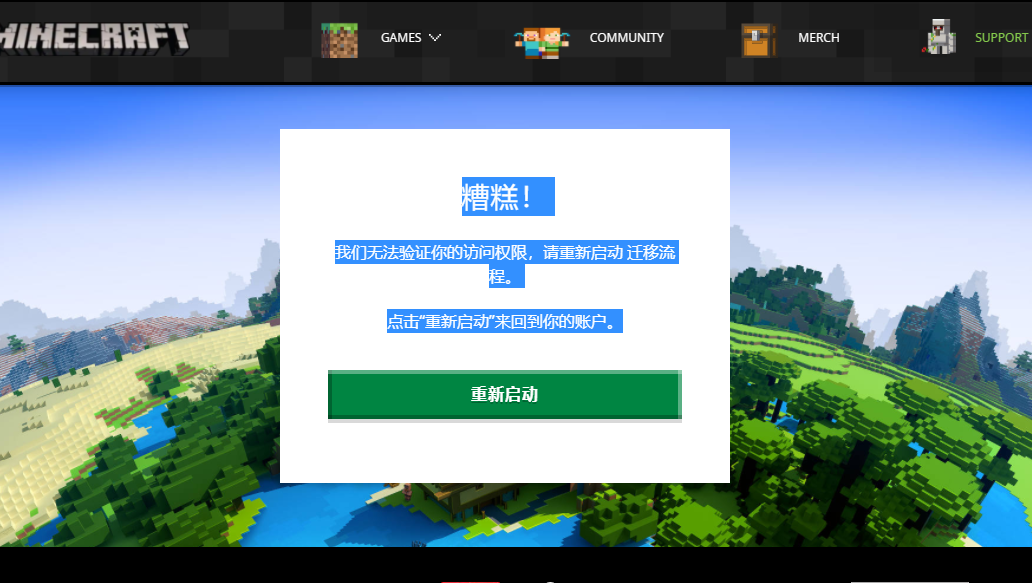 MINECRAFT
GAMES
COMMUNITY
MERCH
SUPPORT
糟糕！
我们无法验证你的访问权限，请重新启动 迁移流
程。
点击“重新启动”来回到你的账户。
重新启动